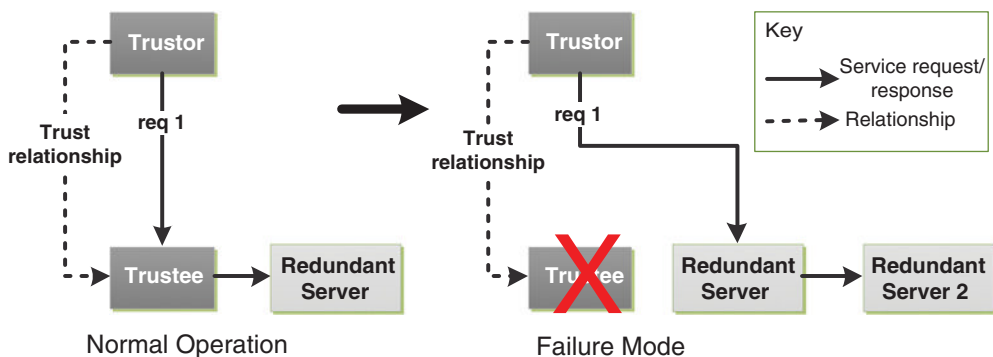 Trustor
req 1
Trust
relationship
Trustee
Redundant
Server
Normal Operation
Trustor
req 1
Trust
relationship
Trustee
Redundant
Server
Redundant
Server 2
Failure Mode
Key
Service request/
response
Relationship